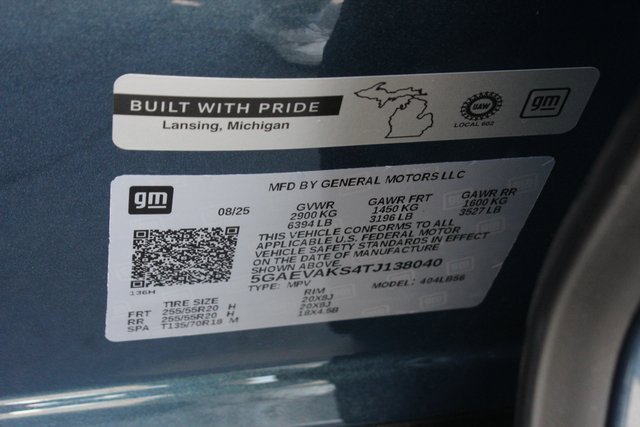 BUILT WITH PRIDE
Lansing, Michigan
UAW
LOCAL 602
gm
gm
MFD BY GENERAL MOTORS LLC
08/25
GVWR GAWR FRT GAWR RR
2900 KG 1450 KG 1600 KG
6394 LB 3196 LB 3527 LB
THIS VEHICLE CONFORMS TO ALL
APPLICABLE U.S. FEDERAL MOTOR
VEHICLE SAFETY STANDARDS IN EFFECT
ON THE DATE OF MANUFACTURE
SHOWN ABOVE.
5GAEVAKS4TJ138040
TYPE: MPV MODEL: 404LB56
136H
TIRE SIZE RIM
FRT 255/55R20 H 20X8J
RR 255/55R20 H 20X8J
SPA T135/70R18 M 18X4.5B